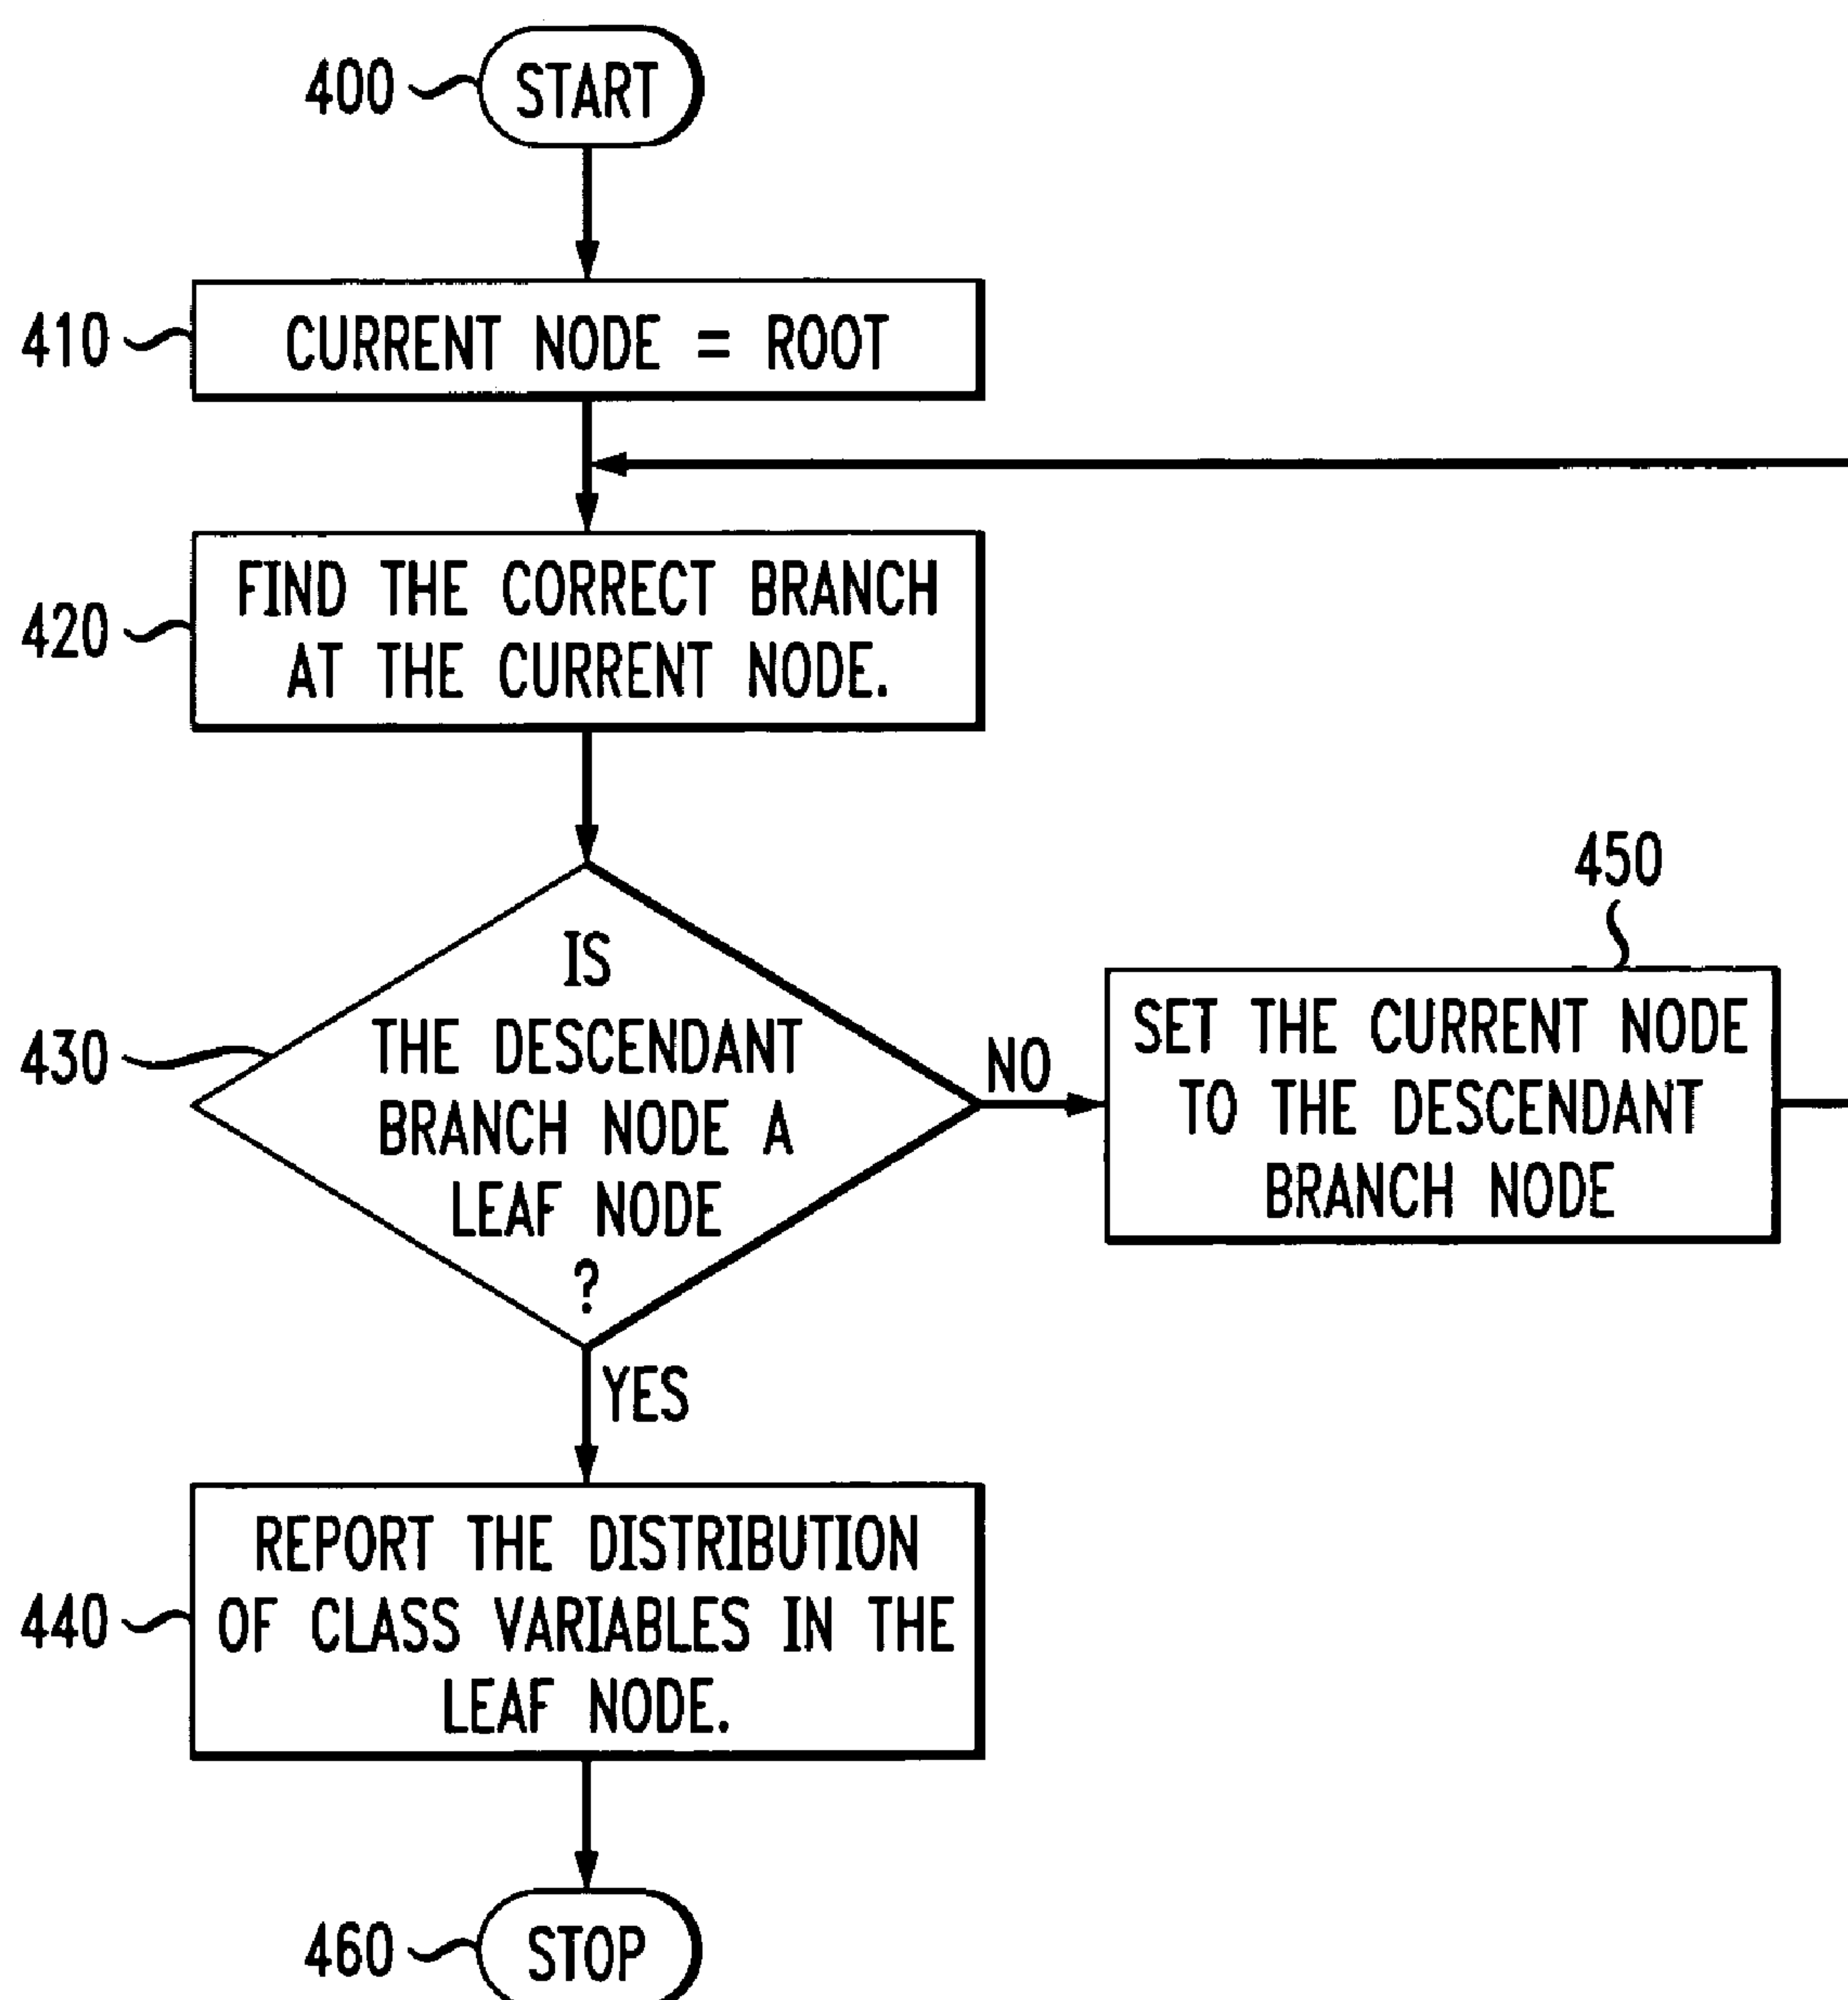 400
START
410
CURRENT NODE = ROOT
420
FIND THE CORRECT BRANCH
AT THE CURRENT NODE.
430
IS
THE DESCENDANT
BRANCH NODE A
LEAF NODE
?
NO
450
SET THE CURRENT NODE
TO THE DESCENDANT
BRANCH NODE
YES
440
REPORT THE DISTRIBUTION
OF CLASS VARIABLES IN THE
LEAF NODE.
460
STOP